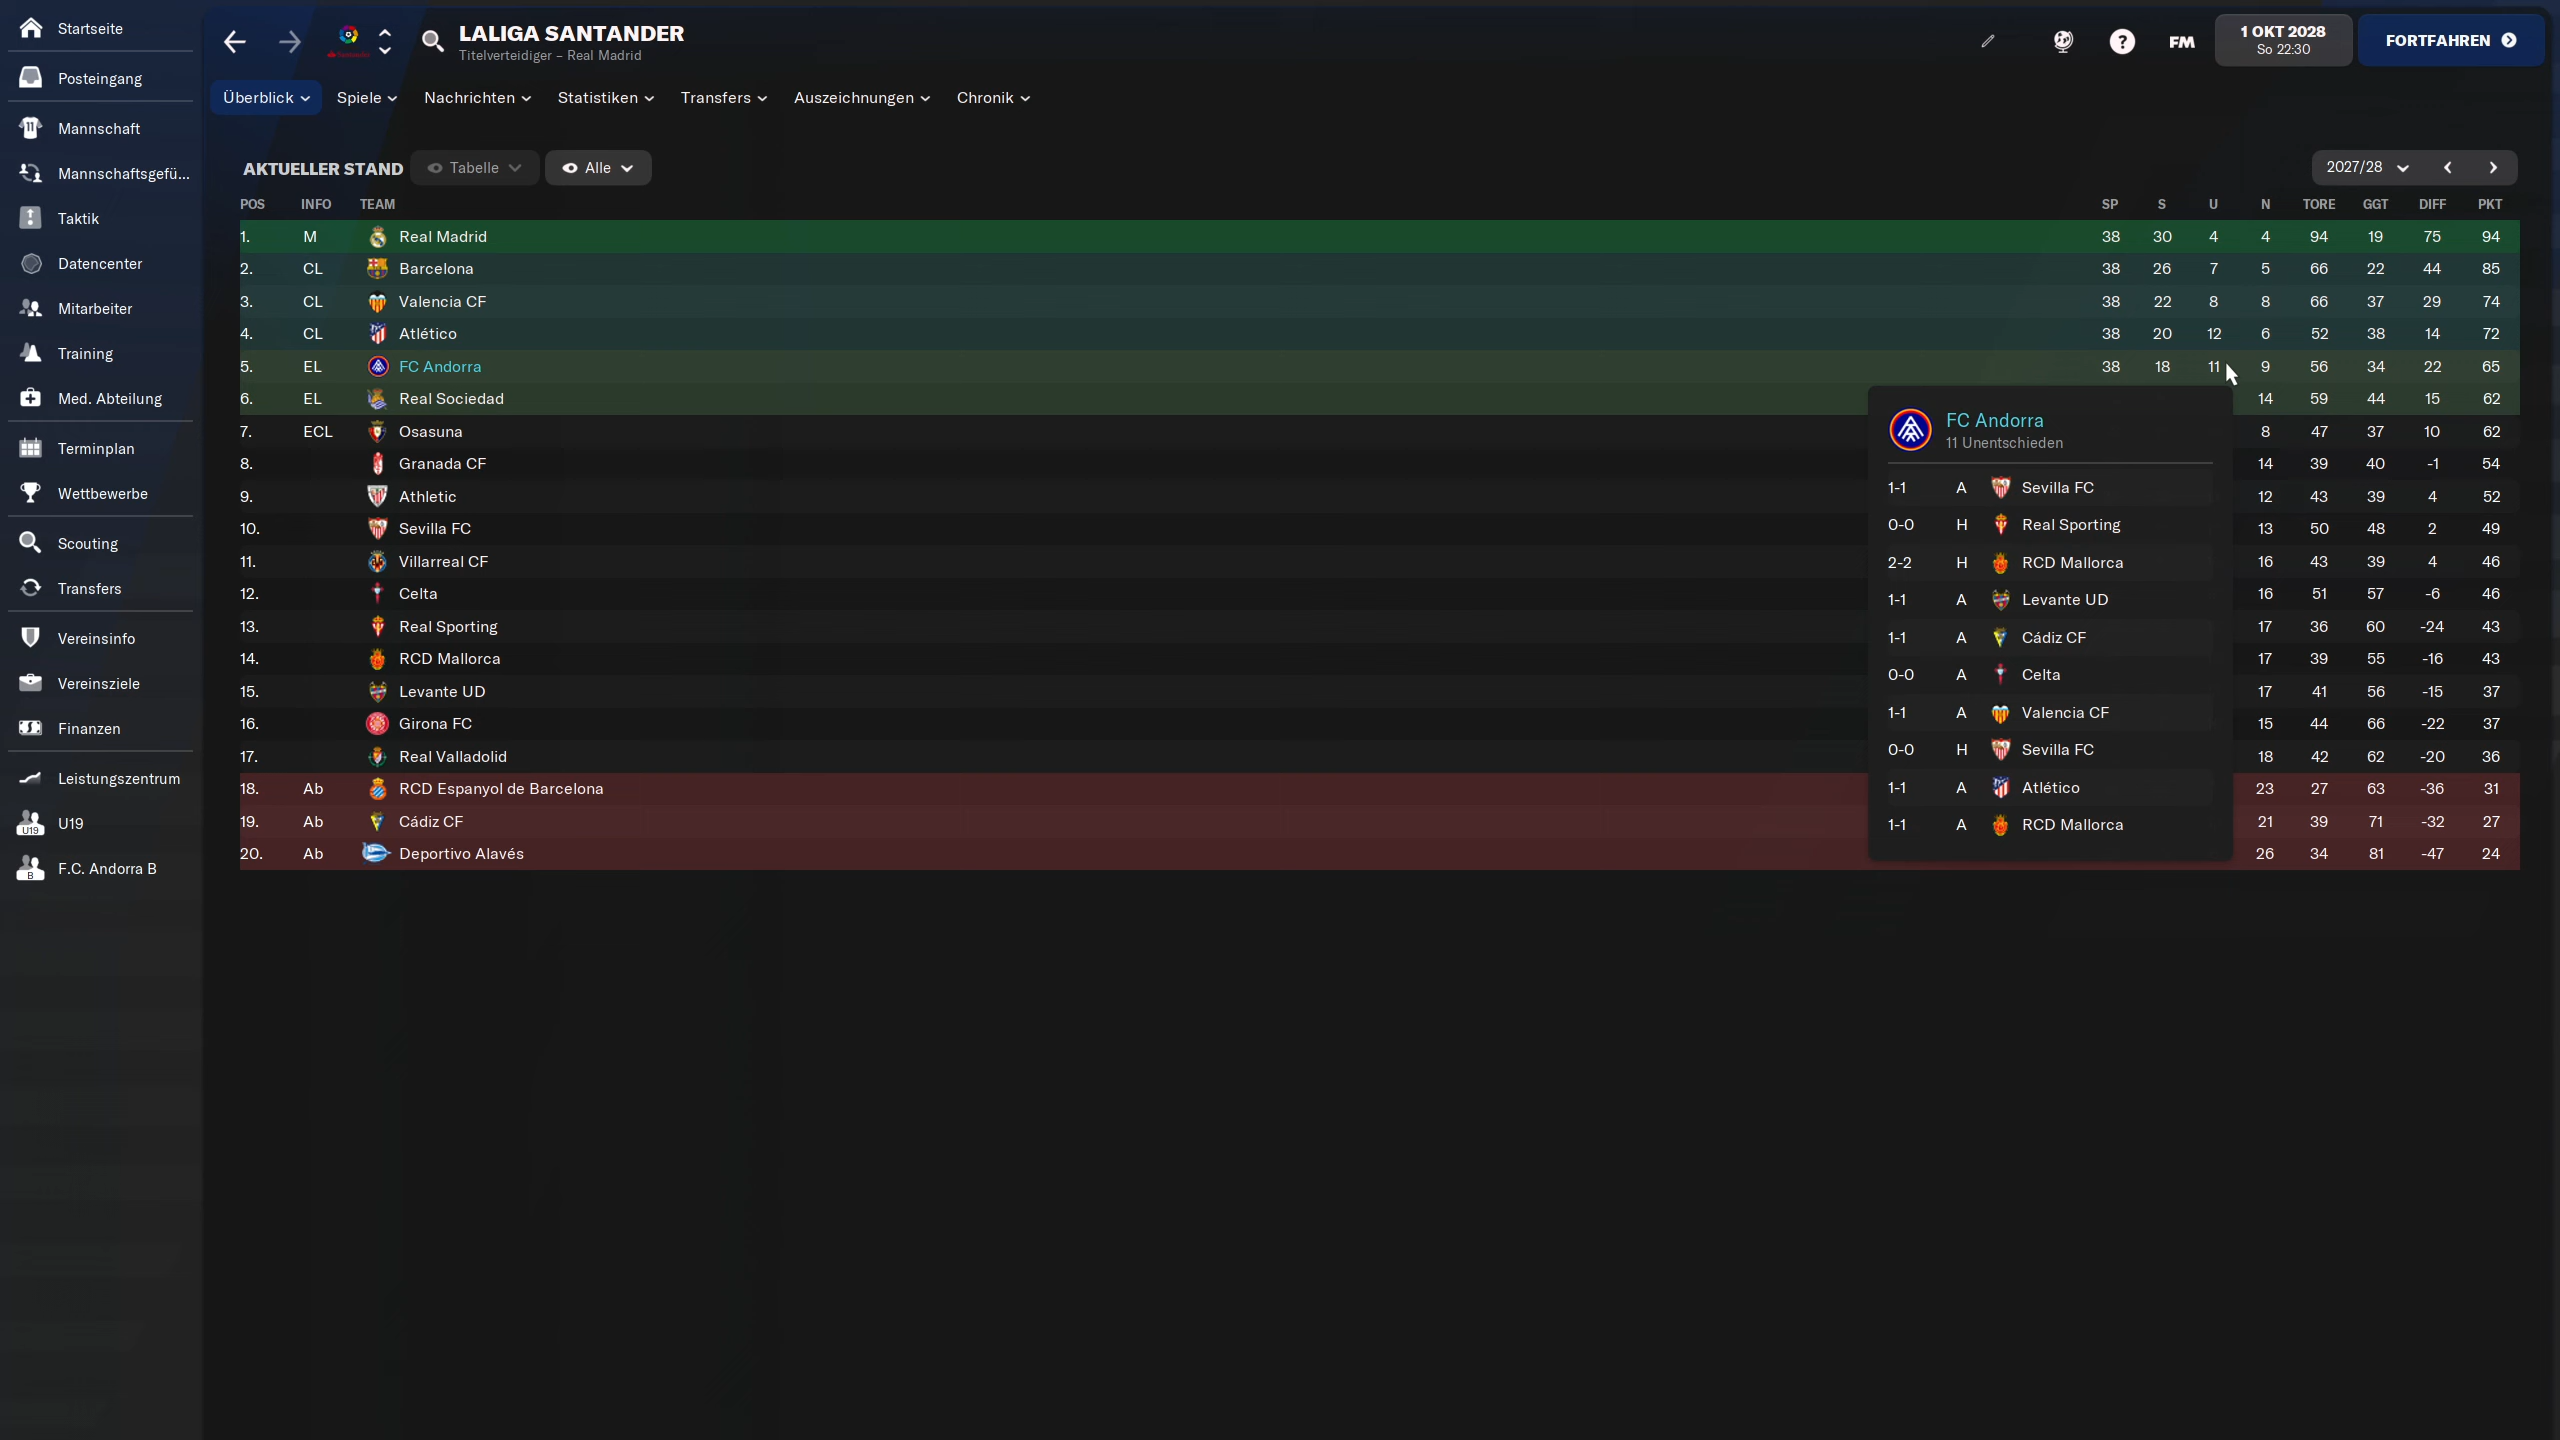 Startseite
Posteingang
Mannschaft
Mannschaftsgefü...
Taktik
Datencenter
Mitarbeiter
Training
Med. Abteilung
Terminplan
Wettbewerbe
Scouting
Transfers
Vereinsinfo
Vereinsziele
Finanzen
Leistungszentrum
U19
U19
B
F.C. Andorra B
LALIGA SANTANDER
Titelverteidiger – Real Madrid
FM
1 OKT 2028
So 22:30
FORTFAHREN
Überblick Spiele Nachrichten Statistiken Transfers Auszeichnungen Chronik
AKTUELLER STAND Tabelle Alle 2027/28
POS INFO TEAM SP S U N TORE GGT DIFF PKT
1. M Real Madrid 38 30 4 4 94 19 75 94
2. CL Barcelona 38 26 7 5 66 22 44 85
3. CL Valencia CF 38 22 8 8 66 37 29 74
4. CL Atlético 38 20 12 6 52 38 14 72
5. EL FC Andorra 38 18 11 9 56 34 22 65
6. EL Real Sociedad 14 59 44 15 62
7. ECL Osasuna 8 47 37 10 62
8. Granada CF 14 39 40 -1 54
9. Athletic 12 43 39 4 52
10. Sevilla FC 13 50 48 2 49
11. Villarreal CF 16 43 39 4 46
12. Celta 16 51 57 -6 46
13. Real Sporting 17 36 60 -24 43
14. RCD Mallorca 17 39 55 -16 43
15. Levante UD 17 41 56 -15 37
16. Girona FC 15 44 66 -22 37
17. Real Valladolid 18 42 62 -20 36
18. Ab RCD Espanyol de Barcelona 23 27 63 -36 31
19. Ab Cádiz CF 21 39 71 -32 27
20. Ab Deportivo Alavés 26 34 81 -47 24
FC Andorra
11 Unentschieden
1-1 A Sevilla FC
0-0 H Real Sporting
2-2 H RCD Mallorca
1-1 A Levante UD
1-1 A Cádiz CF
0-0 A Celta
1-1 A Valencia CF
0-0 H Sevilla FC
1-1 A Atlético
1-1 A RCD Mallorca